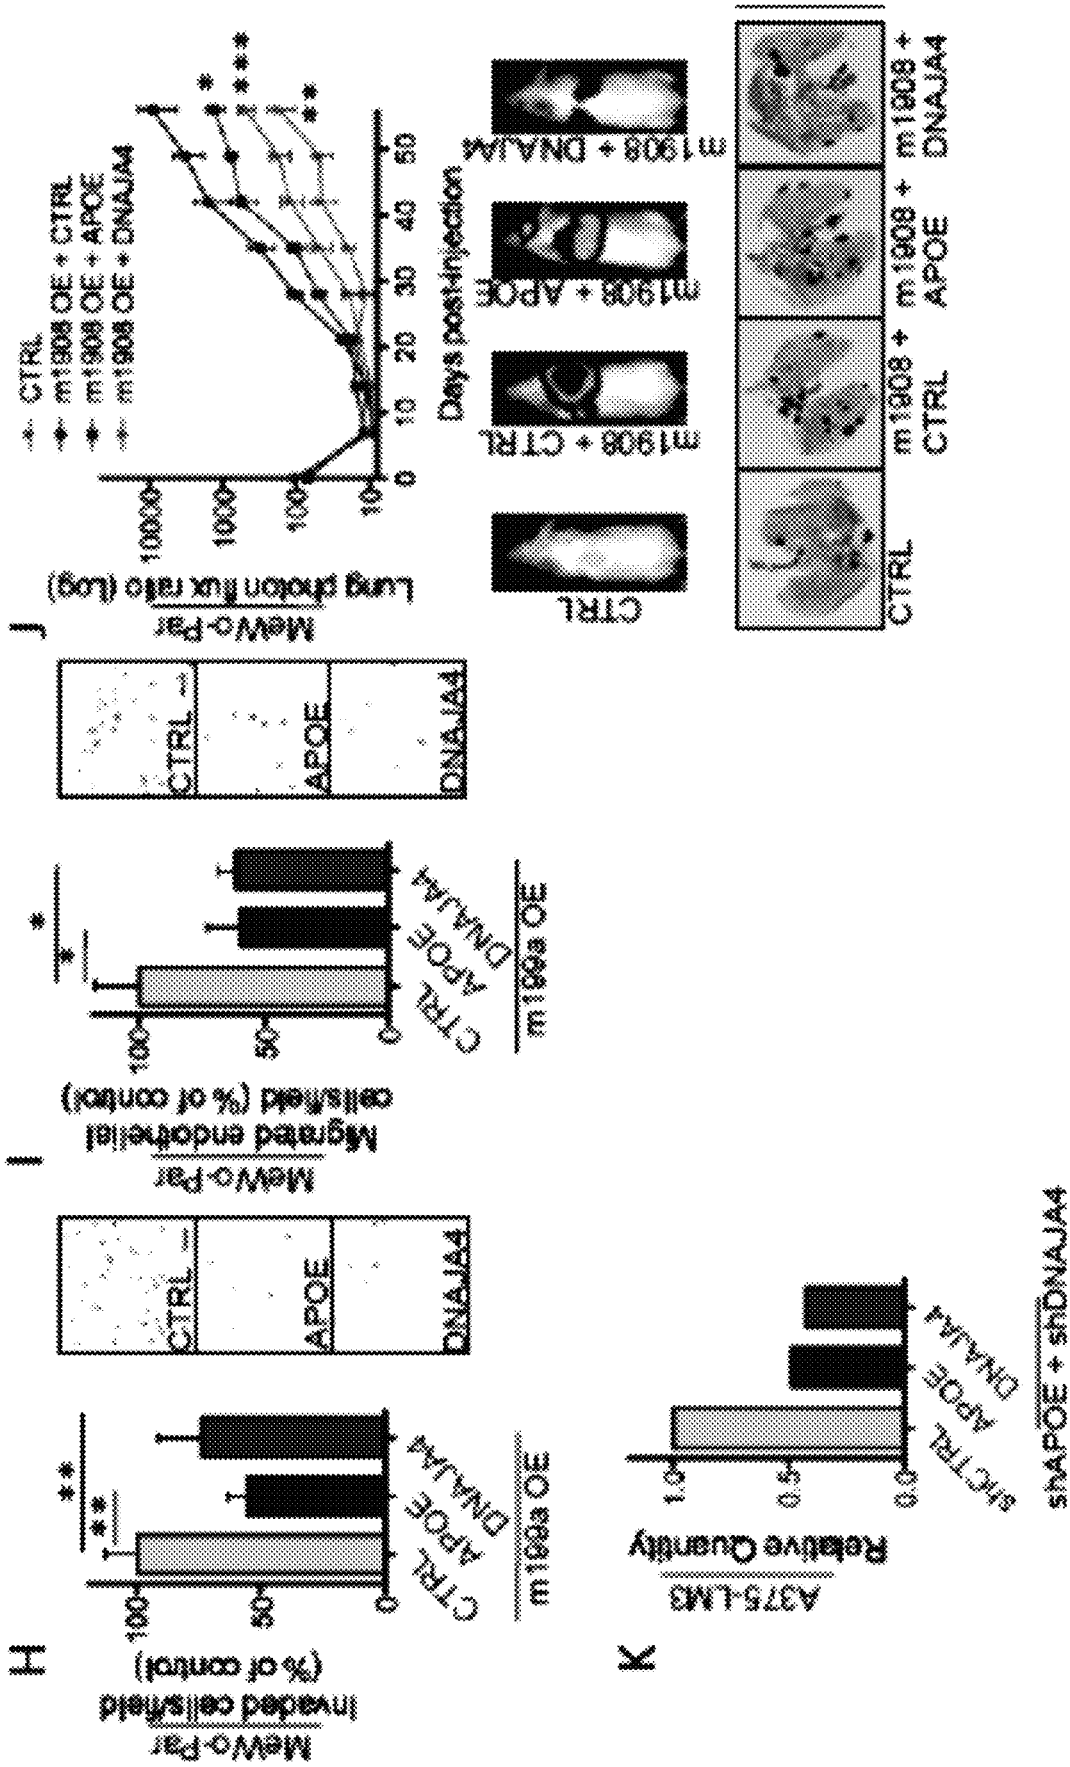 H
MeWo-Par
Invaded cells/field
(% of control)
100
50
0
**
**
CTRL
APOE
DNAJA4
m199a OE
CTRL
APOE
DNAJA4
I
MeWo-Par
Migrated endothelial
cells/field (% of control)
100
50
0
*
*
CTRL
APOE
DNAJA4
m199a OE
CTRL
APOE
DNAJA4
J
MeWo-Par
Lung photon flux ratio (Log)
10000
1000
100
10
0 10 20 30 40 50
Days post-injection
CTRL
m1908 OE + CTRL
m1908 OE + APOE
m1908 OE + DNAJA4
*
***
**
CTRL
m1908 + CTRL
m1908 + APOE
m1908 + DNAJA4
CTRL
m1908 +
CTRL
m1908 +
APOE
m1908 +
DNAJA4
K
A375-LM3
Relative Quantity
1.0
0.5
0.0
shCTRL
APOE
DNAJA4
shAPOE + shDNAJA4